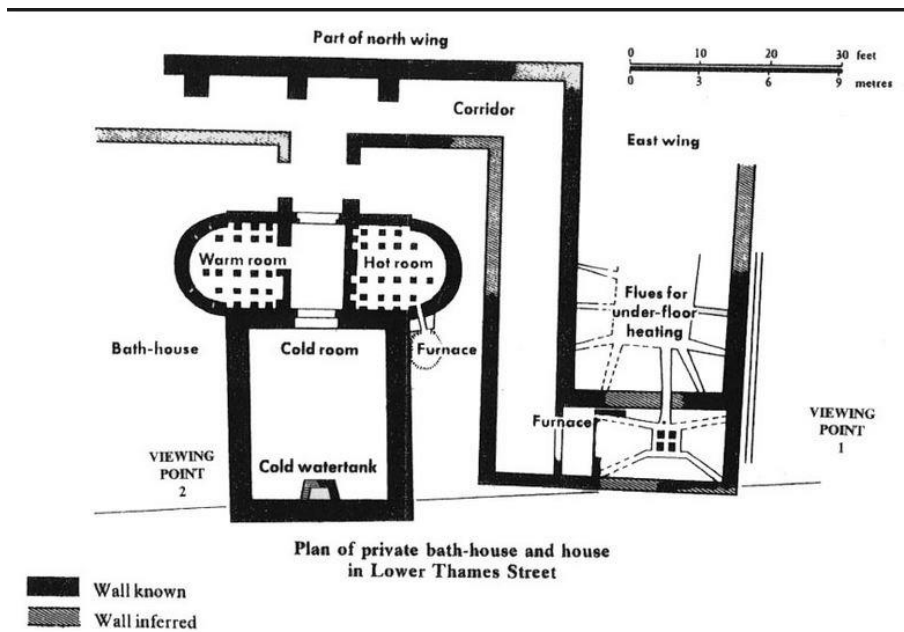 Part of north wing
0 10 20 30 feet
0 3 6 9 metres
Corridor
East wing
Warm room
Hot room
Flues for
under-floor
heating
Bath-house
Cold room
Furnace
Furnace
VIEWING
POINT
1
VIEWING
POINT
2
Cold watertank
Plan of private bath-house and house
in Lower Thames Street
Wall known
Wall inferred